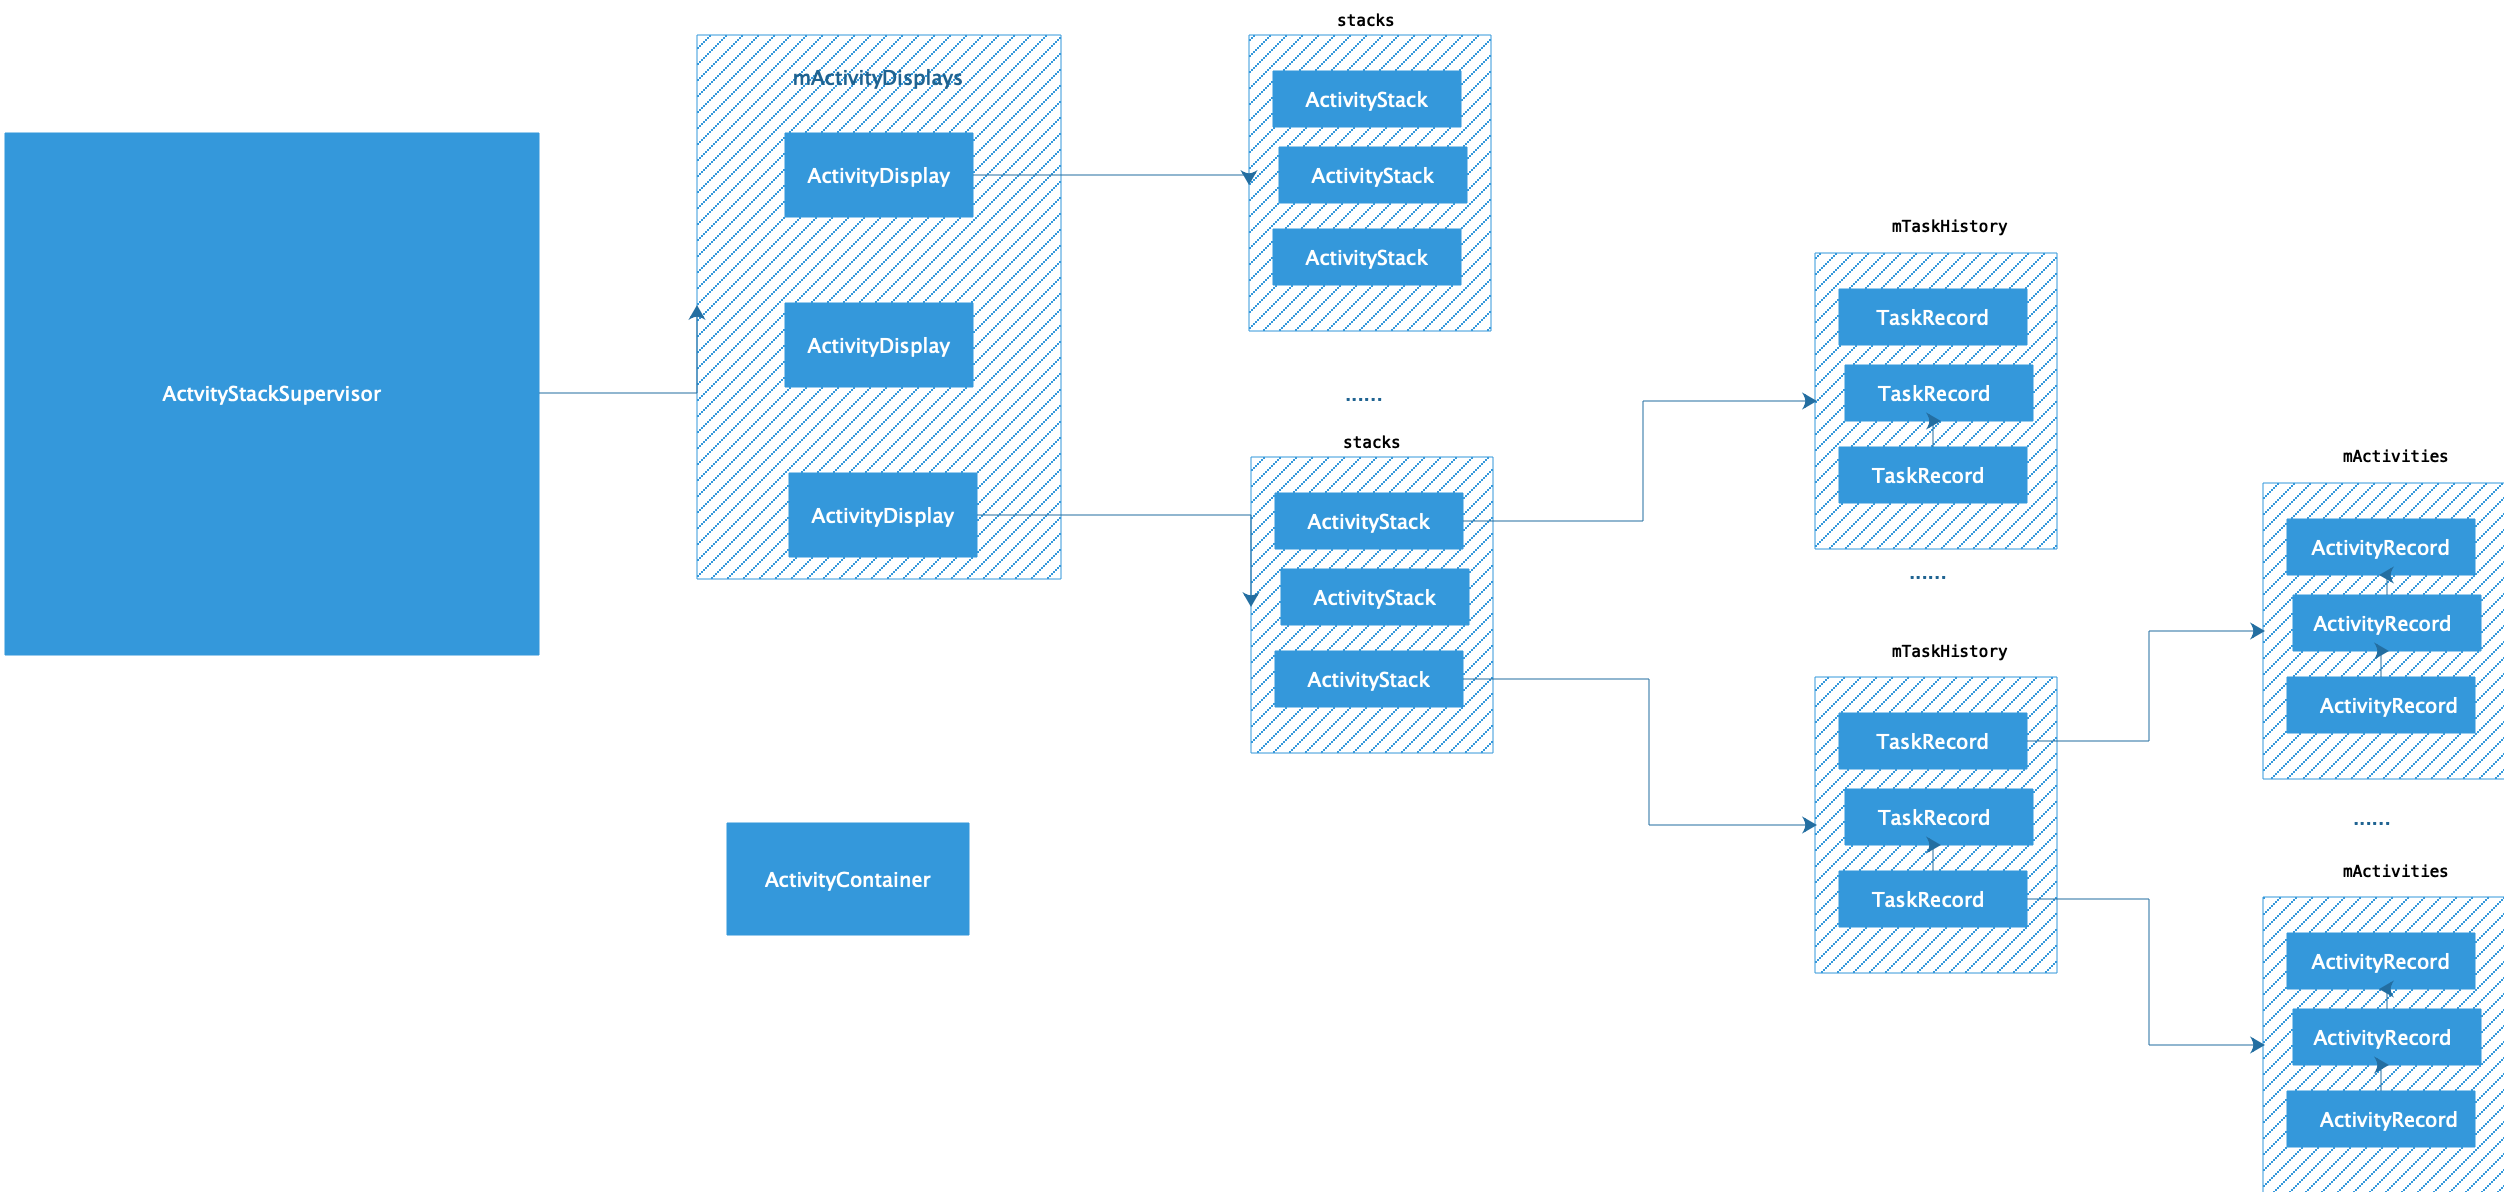 ActvityStackSupervisor
mActivityDisplays
ActivityDisplay
ActivityDisplay
ActivityDisplay
ActivityContainer
stacks
ActivityStack
ActivityStack
ActivityStack
......
stacks
ActivityStack
ActivityStack
ActivityStack
mTaskHistory
TaskRecord
TaskRecord
TaskRecord
......
mTaskHistory
TaskRecord
TaskRecord
TaskRecord
mActivities
ActivityRecord
ActivityRecord
ActivityRecord
......
mActivities
ActivityRecord
ActivityRecord
ActivityRecord